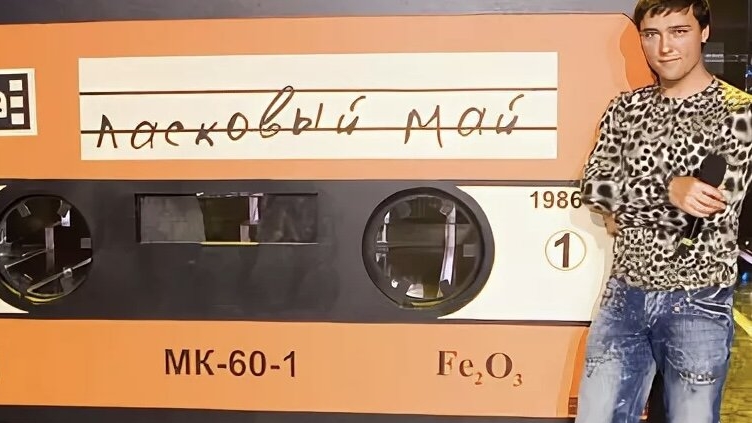 ласковый май
1986
1
МК-60-1
Fe₂O₃